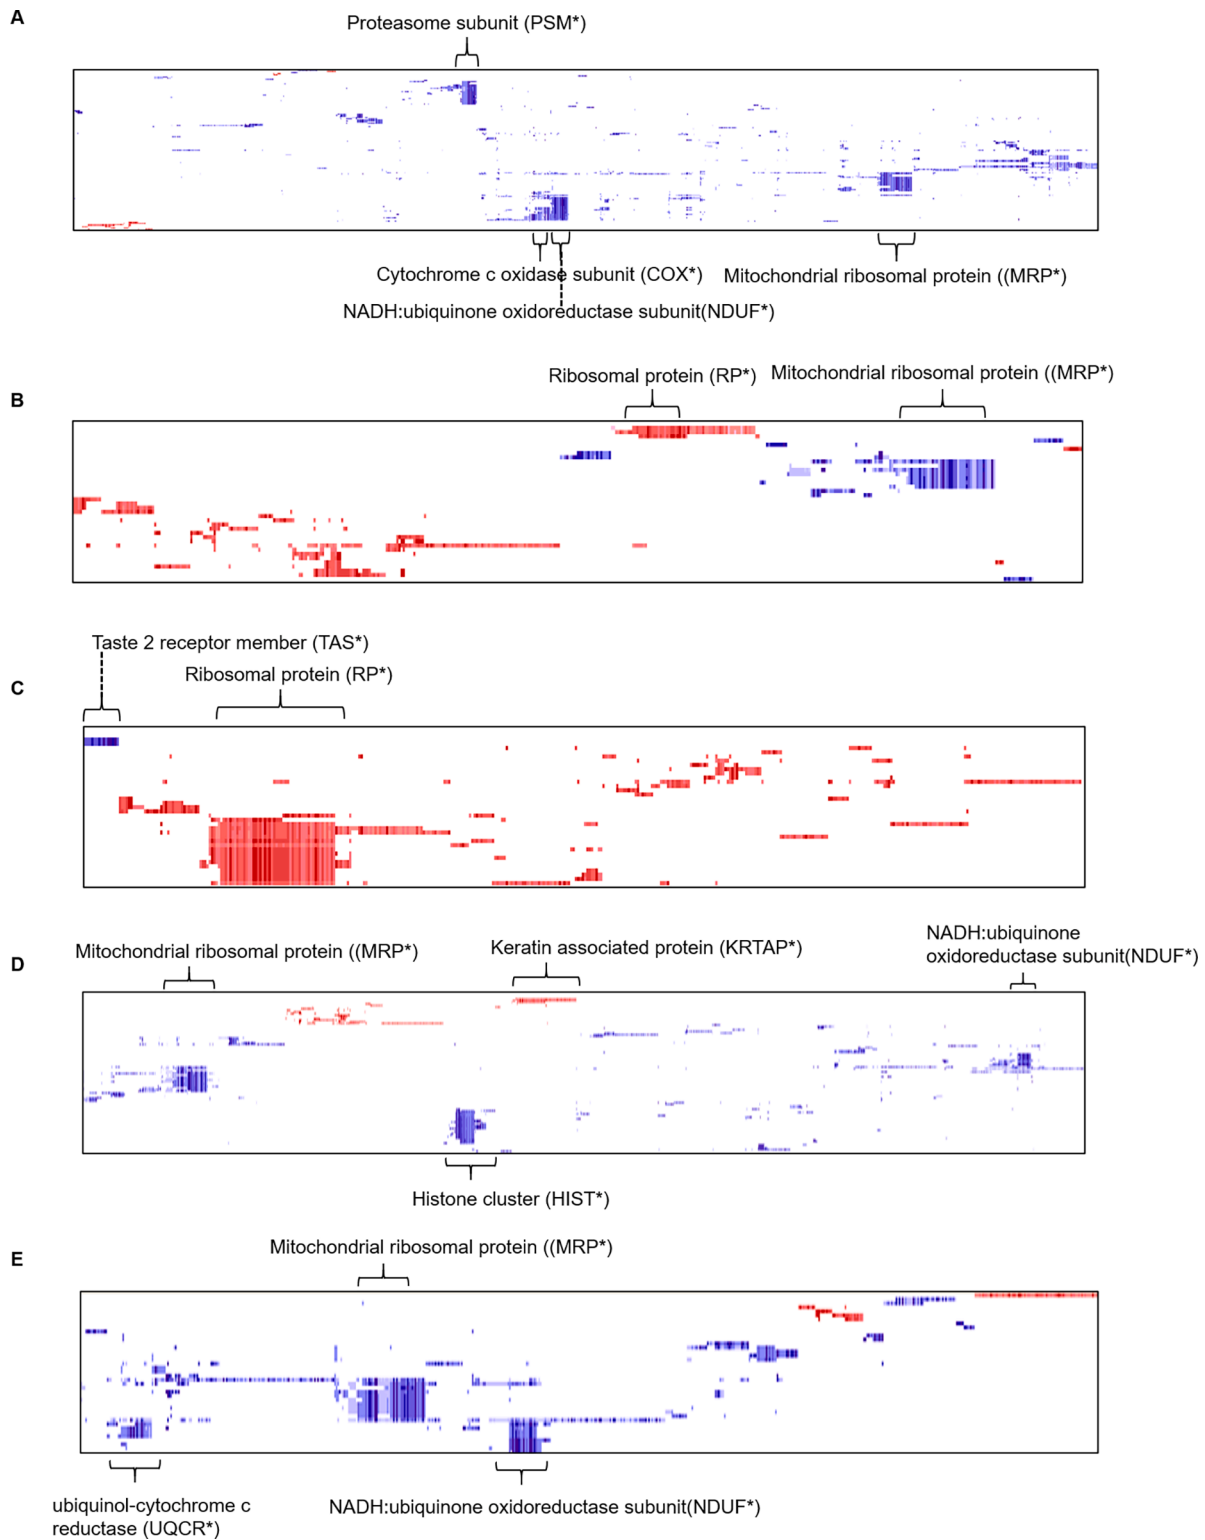 A
Proteasome subunit (PSM*)
Cytochrome c oxidase subunit (COX*)
Mitochondrial ribosomal protein ((MRP*)
NADH:ubiquinone oxidoreductase subunit(NDUF*)
B
Ribosomal protein (RP*)
Mitochondrial ribosomal protein ((MRP*)
Taste 2 receptor member (TAS*)
C
Ribosomal protein (RP*)
D
Mitochondrial ribosomal protein ((MRP*)
Keratin associated protein (KRTAP*)
NADH:ubiquinone
oxidoreductase subunit(NDUF*)
Histone cluster (HIST*)
E
Mitochondrial ribosomal protein ((MRP*)
ubiquinol-cytochrome c
reductase (UQCR*)
NADH:ubiquinone oxidoreductase subunit(NDUF*)